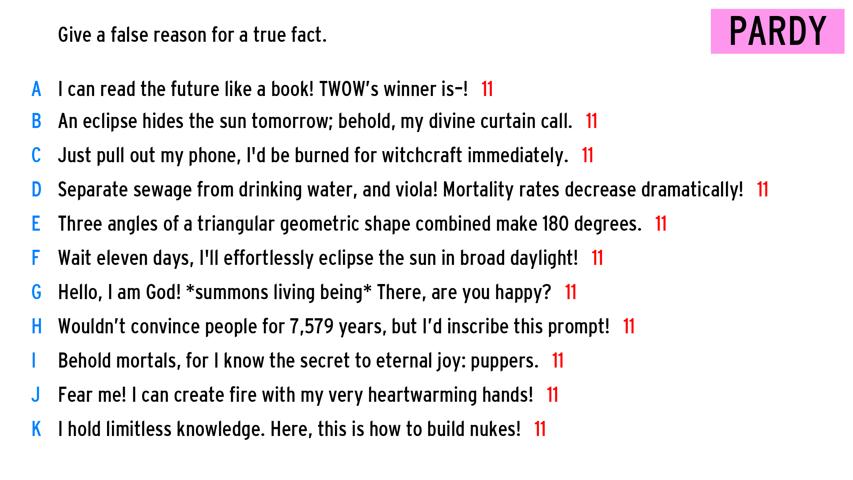 Give a false reason for a true fact.
PARDY
A I can read the future like a book! TWOW's winner is–! 11
B An eclipse hides the sun tomorrow; behold, my divine curtain call. 11
C Just pull out my phone, I'd be burned for witchcraft immediately. 11
D Separate sewage from drinking water, and viola! Mortality rates decrease dramatically! 11
E Three angles of a triangular geometric shape combined make 180 degrees. 11
F Wait eleven days, I'll effortlessly eclipse the sun in broad daylight! 11
G Hello, I am God! *summons living being* There, are you happy? 11
H Wouldn't convince people for 7,579 years, but I'd inscribe this prompt! 11
I Behold mortals, for I know the secret to eternal joy: puppers. 11
J Fear me! I can create fire with my very heartwarming hands! 11
K I hold limitless knowledge. Here, this is how to build nukes! 11